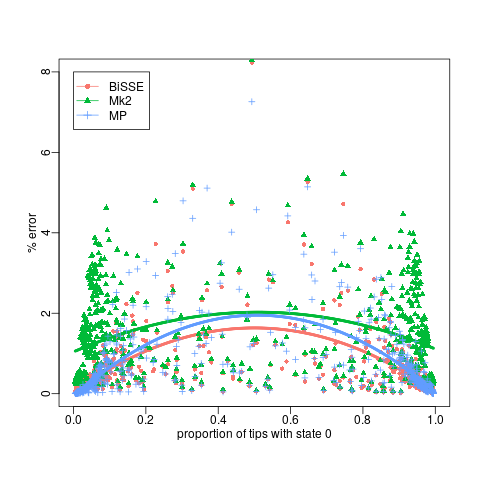 BiSSE
Mk2
MP
8
6
4
2
0
% error
0.0 0.2 0.4 0.6 0.8 1.0
proportion of tips with state 0